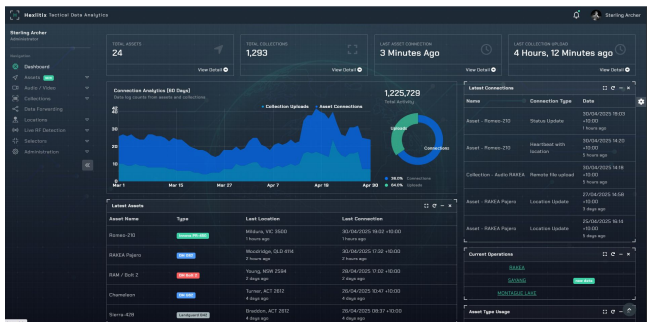 Hexlitix Tactical Data Analytics
Sterling Archer
Sterling Archer
Administrator
Navigation
Dashboard
Assets
Audio / Video
Collections
Data Forwarding
Locations
Live RF Detection
Selectors
Administration
TOTAL ASSETS
24
View Detail
TOTAL COLLECTIONS
1,293
View Detail
LAST ASSET CONNECTION
3 Minutes Ago
View Detail
LAST COLLECTION UPLOAD
4 Hours, 12 Minutes ago
View Detail
Connection Analytics [60 Days]
Data log counts from assets and collections
Collection Uploads
Asset Connections
30
20
10
0
Mar 1
Mar 15
Mar 27
Apr 7
Apr 18
Apr 30
1,225,729
Total Activity
Uploads
Connections
36.0% Connections
64.0% Uploads
Latest Assets
Asset Name Type Last Location Last Connection
Romeo-210 Mildura, VIC 3500 30/04/2025 19:02 +10:00
1 hours ago 1 hours ago
RAKEA Pajero Woodridge, QLD 4114 30/04/2025 17:32 +10:00
2 hours ago 2 hours ago
RAM / Bolt 2 Young, NSW 2594 29/04/2025 17:02 +10:00
2 days ago 2 days ago
Chameleon Turner, ACT 2612 26/04/2025 10:47 +10:00
4 days ago 4 days ago
Sierra-428 Braddon, ACT 2612 26/04/2025 08:37 +10:00
4 days ago 4 days ago
Latest Connections
Name Connection Type Date
Asset - Romeo-210 Status Update 30/04/2025 19:03 +10:00
1 hours ago
Asset - Romeo-210 Heartbeat with location 30/04/2025 14:20 +10:00
5 hours ago
Collection - Audio RAKEA Remote file upload 30/04/2025 14:18 +10:00
5 hours ago
Asset - RAKEA Pajero Location Update 27/04/2025 14:58 +10:00
3 days ago
Asset - RAKEA Pajero Location Update 25/04/2025 16:14 +10:00
5 days ago
Current Operations
RAKEA
MONTAGUE LAKE
Asset Type Usage